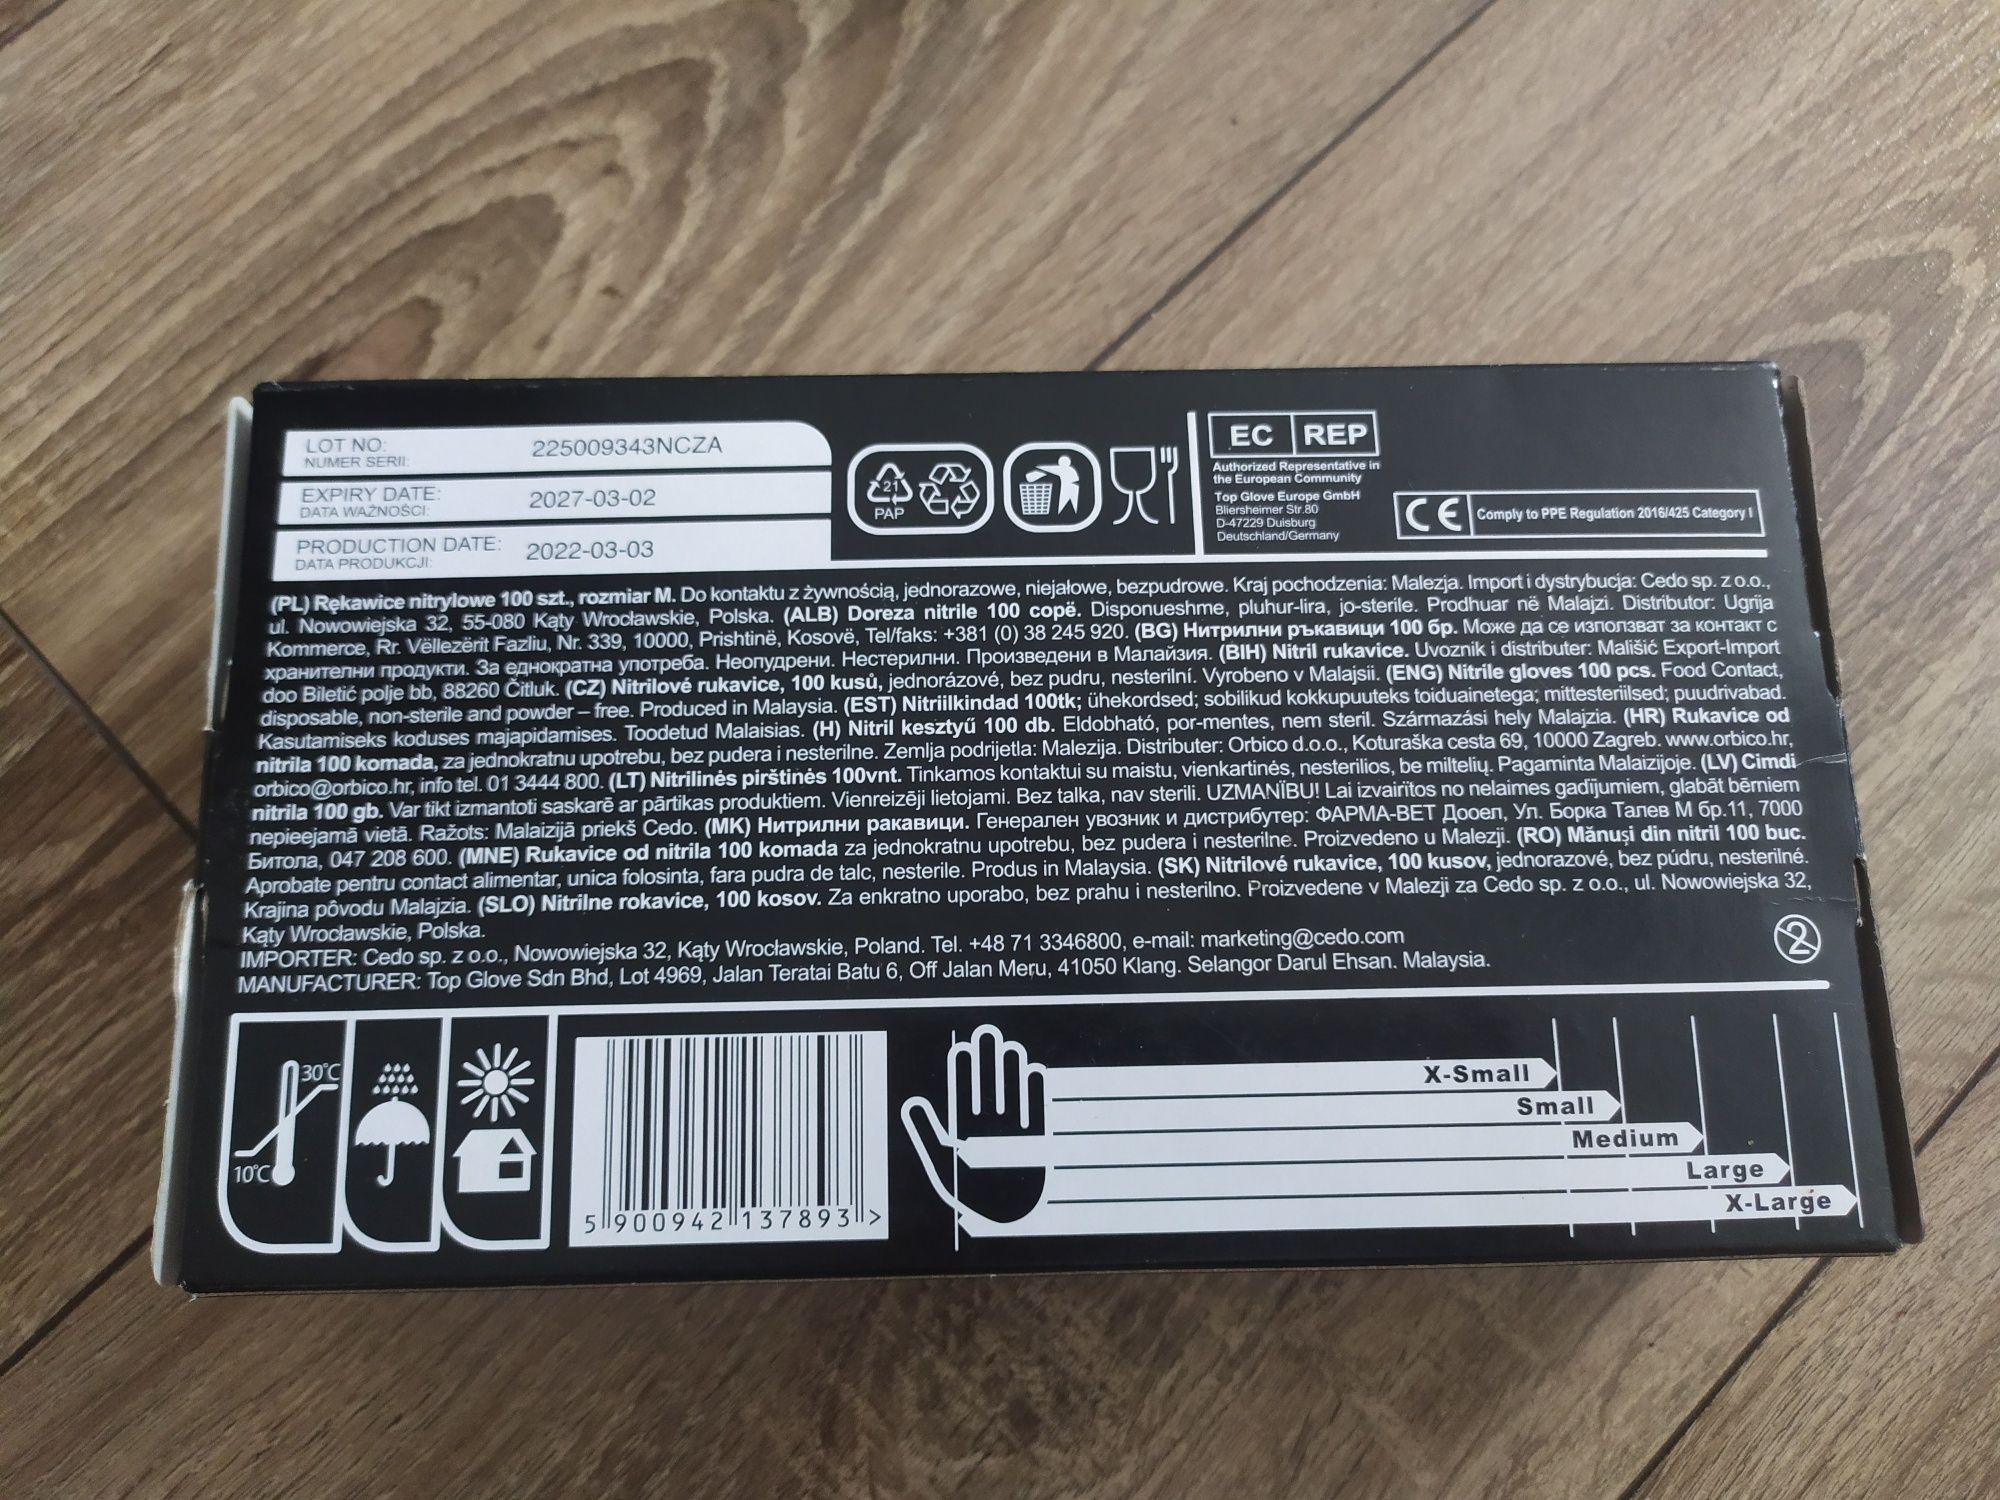 LOT NO: 225009343NCZA
NUMER SERII:
EXPIRY DATE: 2027-03-02
DATA WAŻNOŚCI:
PRODUCTION DATE: 2022-03-03
DATA PRODUKCJI:
21
PAP
EC REP
Authorized Representative in
the European Community
Top Glove Europe GmbH
Bliersheimer Str.80
D-47229 Duisburg
Deutschland/Germany
CE Comply to PPE Regulation 2016/425 Category I
(PL) Rękawice nitrylowe 100 szt., rozmiar M. Do kontaktu z żywnością, jednorazowe, niejałowe, bezpudrowe. Kraj pochodzenia: Malezja. Import i dystrybucja: Cedo sp. z o.o.,
ul. Nowowiejska 32, 55-080 Kąty Wrocławskie, Polska. (ALB) Doreza nitrile 100 copë. Disponueshme, pluhur-lira, jo-sterile. Prodhuar në Malajzi. Distributor: Ugrija
Kommerce, Rr. Vëllezërit Fazliu, Nr. 339, 10000, Prishtinë, Kosovë, Tel/faks: +381 (0) 38 245 920. (BG) Нитрилни ръкавици 100 бр. Може да се използват за контакт с
хранителни продукти. За еднократна употреба. Неопудрени. Нестерилни. Произведени в Малайзия. (BIH) Nitril rukavice. Uvoznik i distributer: Mališić Export-Import
doo Biletić polje bb, 88260 Čitluk. (CZ) Nitrilové rukavice, 100 kusů, jednorázové, bez pudru, nesterilní. Vyrobeno v Malajsii. (ENG) Nitrile gloves 100 pcs. Food Contact,
disposable, non-sterile and powder – free. Produced in Malaysia. (EST) Nitriilkindad 100tk; ühekordsed; sobilikud kokkupuuteks toiduainetega; mittesteriilsed; puudrivabad.
Kasutamiseks koduses majapidamises. Toodetud Malaisias. (H) Nitril kesztyű 100 db. Eldobható, por-mentes, nem steril. Származási hely Malajzia. (HR) Rukavice od
nitrila 100 komada, za jednokratnu upotrebu, bez pudera i nesterilne. Zemlja podrijetla: Malezija. Distributer: Orbico d.o.o., Koturaška cesta 69, 10000 Zagreb. www.orbico.hr,
orbico@orbico.hr, info tel. 01 3444 800. (LT) Nitrilinės pirštinės 100vnt. Tinkamos kontaktui su maistu, vienkartinės, nesterilios, be miltelių. Pagaminta Malaizijoje. (LV) Cimdi
nitrila 100 gb. Var tikt izmantoti saskarē ar pārtikas produktiem. Vienreizēji lietojami. Bez talka, nav sterili. UZMANĪBU! Lai izvairītos no nelaimes gadījumiem, glabāt bērniem
nepieejamā vietā. Ražots: Malaizijā priekš Cedo. (MK) Нитрилни ракавици. Генерален увозник и дистрибутер: ФАРМА-ВЕТ Дооел, Ул. Борка Талев М бр.11, 7000
Битола, 047 208 600. (MNE) Rukavice od nitrila 100 komada za jednokratnu upotrebu, bez pudera i nesterilne. Proizvedeno u Malezji. (RO) Mănuși din nitril 100 buc.
Aprobate pentru contact alimentar, unica folosinta, fara pudra de talc, nesterile. Produs in Malaysia. (SK) Nitrilové rukavice, 100 kusov, jednorazové, bez púdru, nesterilné.
Krajina pôvodu Malajzia. (SLO) Nitrilne rokavice, 100 kosov. Za enkratno uporabo, bez prahu i nesterilno. Proizvedene v Malezji za Cedo sp. z o.o., ul. Nowowiejska 32,
Kąty Wrocławskie, Polska.
IMPORTER: Cedo sp. z o.o., Nowowiejska 32, Kąty Wrocławskie, Poland. Tel. +48 71 3346800, e-mail: marketing@cedo.com
MANUFACTURER: Top Glove Sdn Bhd, Lot 4969, Jalan Teratai Batu 6, Off Jalan Meru, 41050 Klang. Selangor Darul Ehsan. Malaysia.
2
30°C
10°C
5 900942 137893 >
X-Small
Small
Medium
Large
X-Large